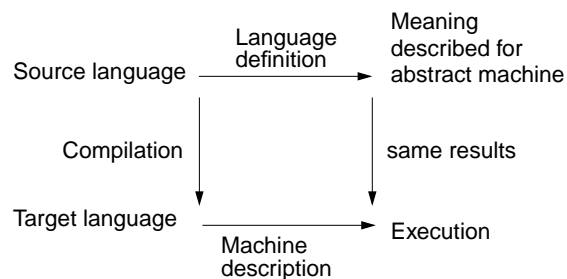 Language
definition
Meaning
described for
abstract machine
Source language
Compilation
same results
Target language
Machine
description
Execution